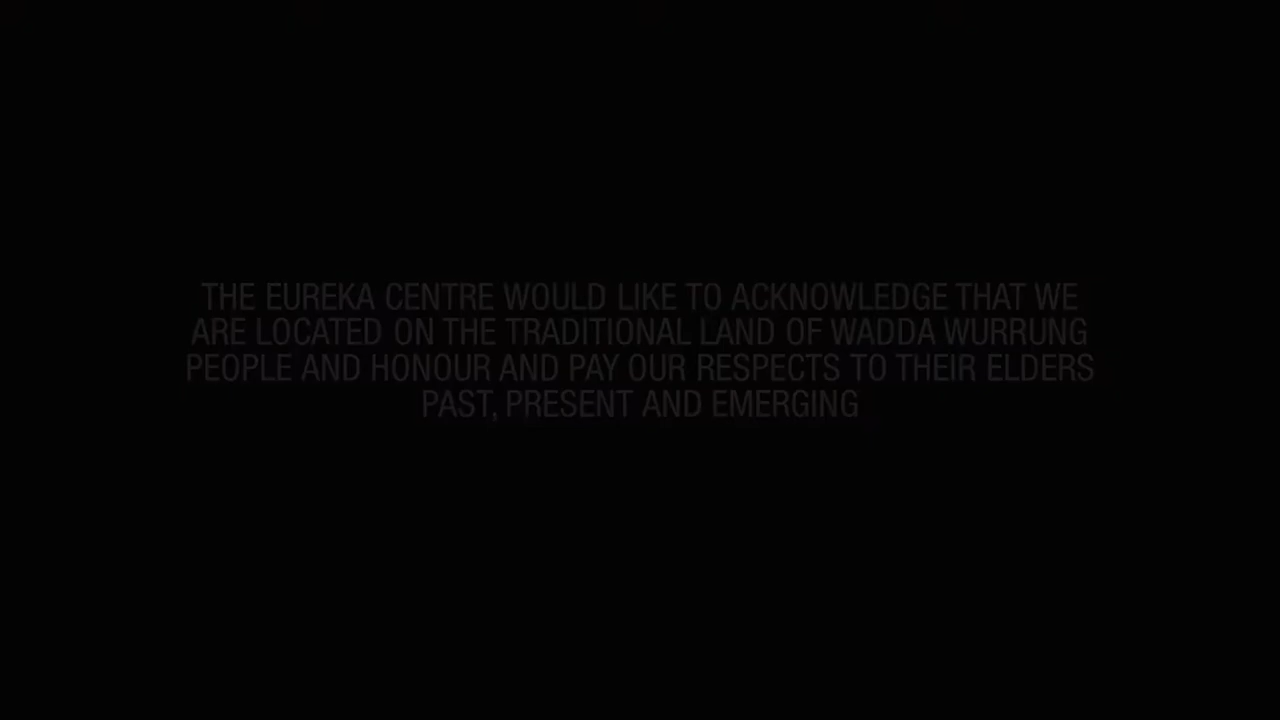 THE EUREKA CENTRE WOULD LIKE TO ACKNOWLEDGE THAT WE
ARE LOCATED ON THE TRADITIONAL LAND OF WADDA WURRUNG
PEOPLE AND HONOUR AND PAY OUR RESPECTS TO THEIR ELDERS
PAST, PRESENT AND EMERGING